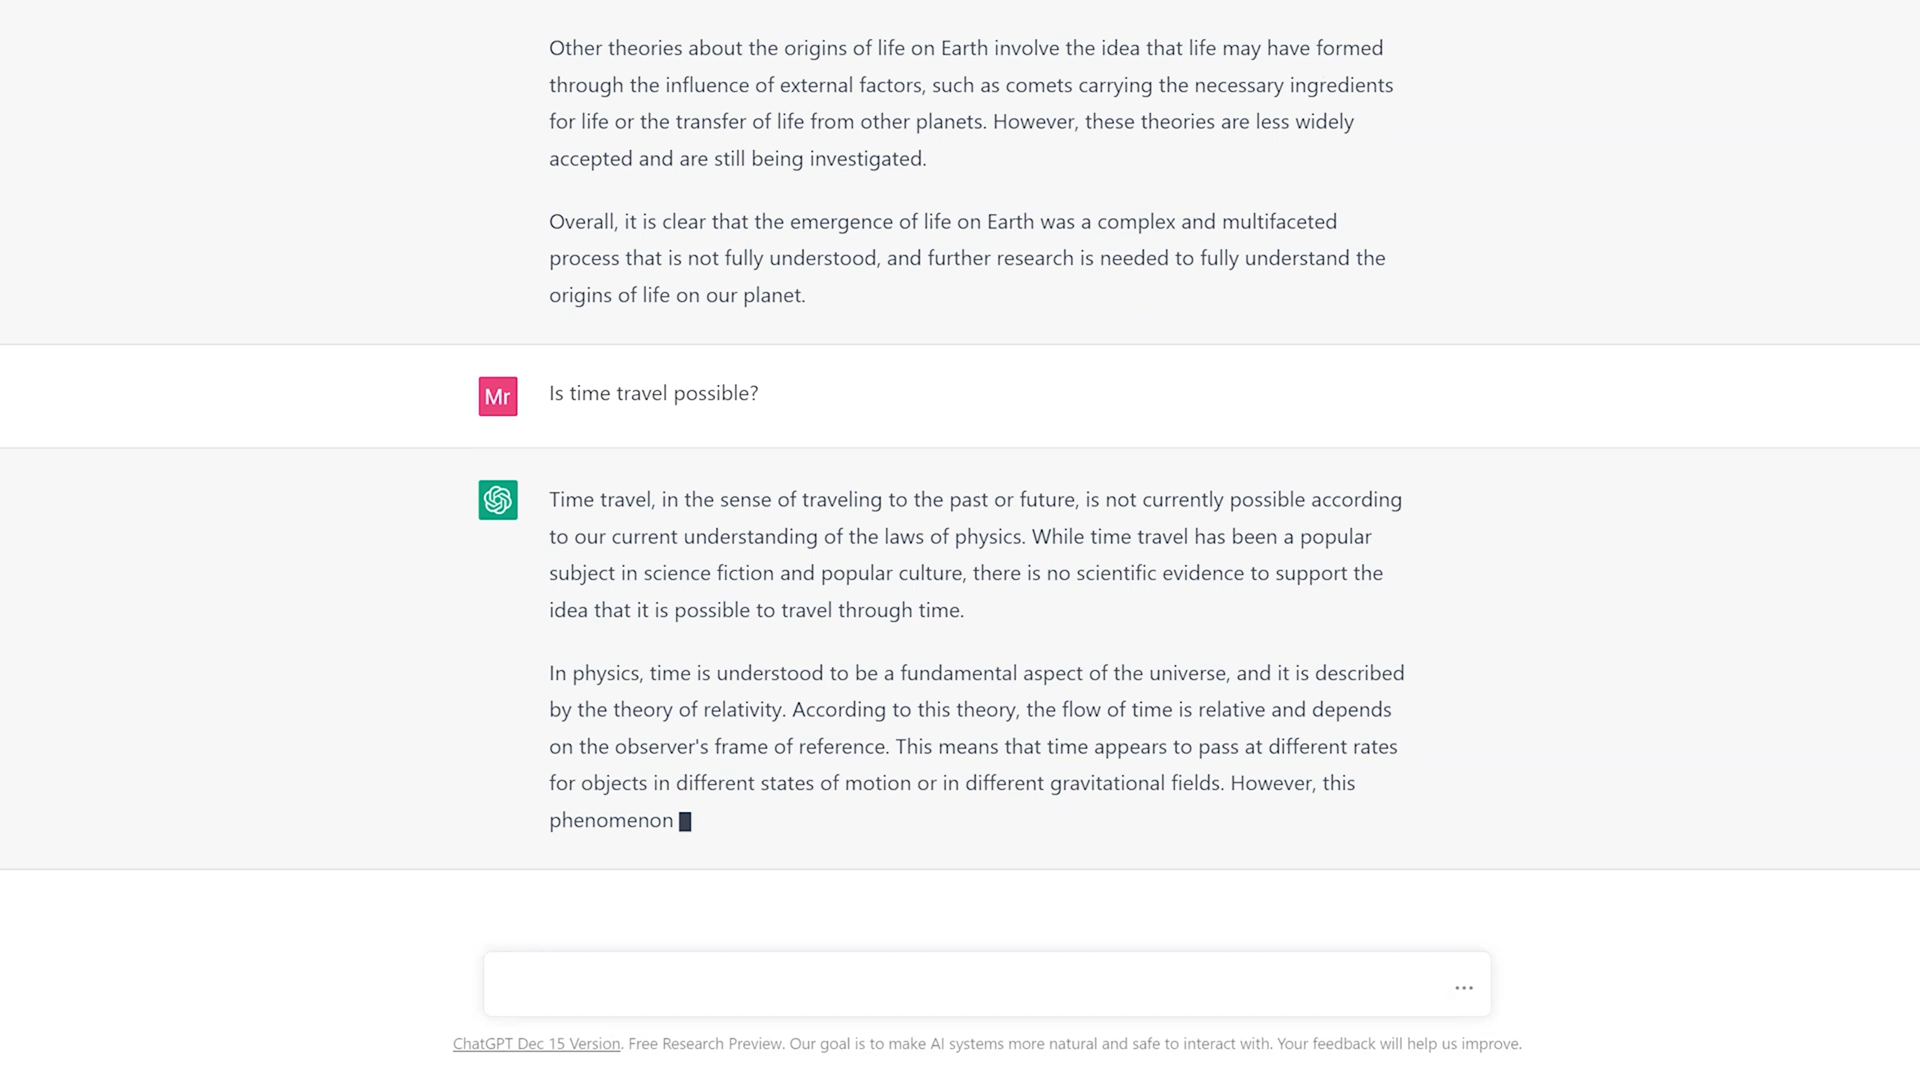 Other theories about the origins of life on Earth involve the idea that life may have formed
through the influence of external factors, such as comets carrying the necessary ingredients
for life or the transfer of life from other planets. However, these theories are less widely
accepted and are still being investigated.
Overall, it is clear that the emergence of life on Earth was a complex and multifaceted
process that is not fully understood, and further research is needed to fully understand the
origins of life on our planet.
Mr
Is time travel possible?
Time travel, in the sense of traveling to the past or future, is not currently possible according
to our current understanding of the laws of physics. While time travel has been a popular
subject in science fiction and popular culture, there is no scientific evidence to support the
idea that it is possible to travel through time.
In physics, time is understood to be a fundamental aspect of the universe, and it is described
by the theory of relativity. According to this theory, the flow of time is relative and depends
on the observer's frame of reference. This means that time appears to pass at different rates
for objects in different states of motion or in different gravitational fields. However, this
phenomenon
ChatGPT Dec 15 Version. Free Research Preview. Our goal is to make AI systems more natural and safe to interact with. Your feedback will help us improve.